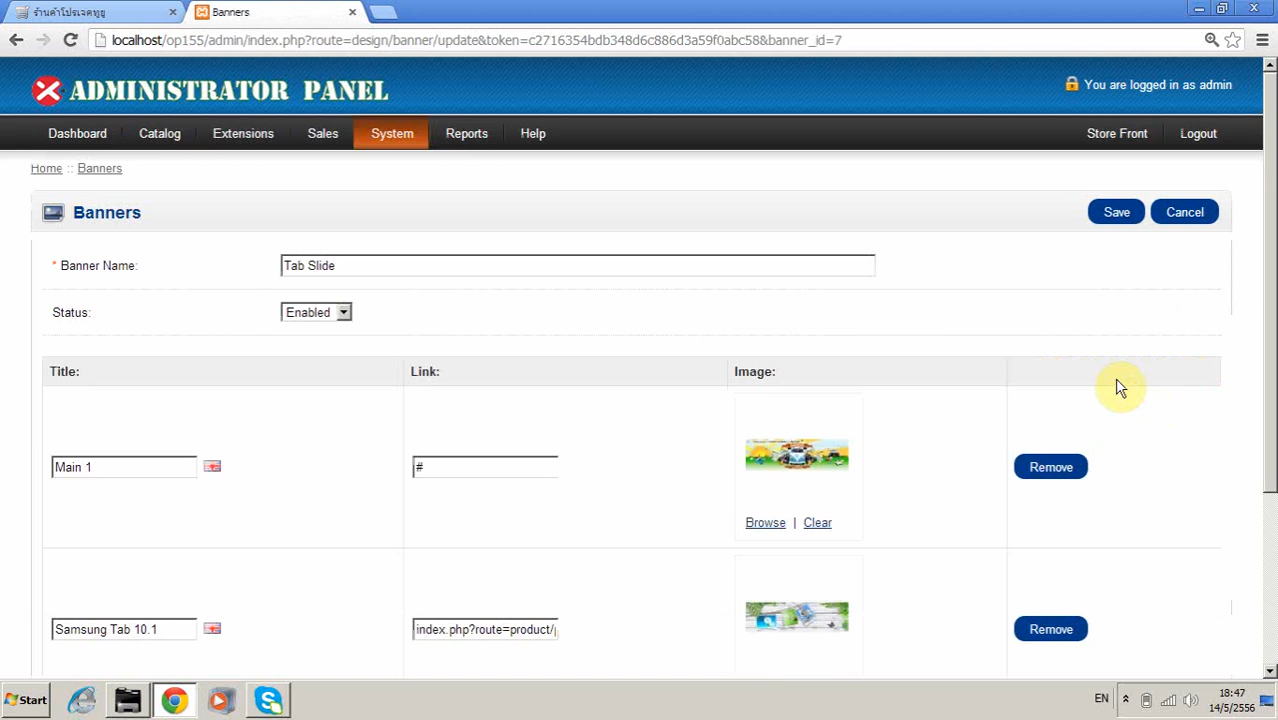 ร้านค้าโปรเจคทูยู
Banners
localhost/op155/admin/index.php?route=design/banner/update&token=c2716354bdb348d6c886d3a59f0abc58&banner_id=7
ADMINISTRATOR PANEL
You are logged in as admin
Dashboard Catalog Extensions Sales System Reports Help Store Front Logout
Home :: Banners
Banners Save Cancel
* Banner Name: Tab Slide
Status: Enabled
Title: Link: Image:
Main 1 # Remove
Browse | Clear
Samsung Tab 10.1 index.php?route=product/ Remove
Start EN 18:47
14/5/2556